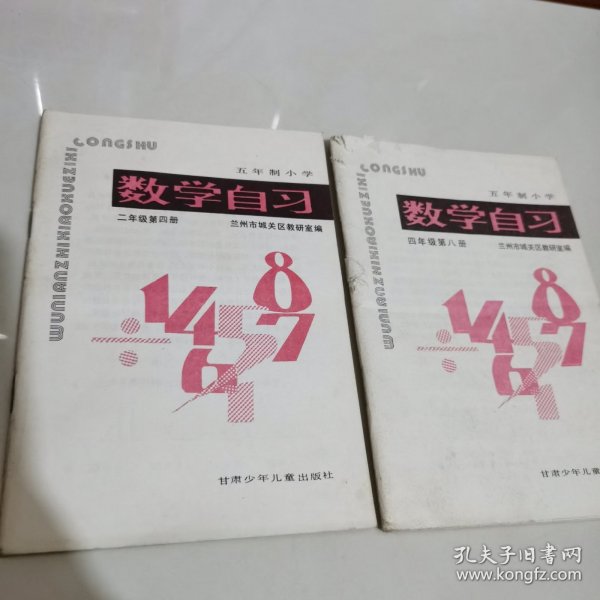 WUNIANZHIXIAOXUEZIXI
CONGSHU
五年制小学
数学自习
二年级第四册
兰州市城关区教研室编
8
甘肃少年儿童出版社
WUNIANZHIXIAOXUEZIXI
CONGSHU
五年制小学
数学自习
四年级第八册
兰州市城关区教研室编
8
甘肃少年儿童
孔夫子旧书网
www.kongfz.com